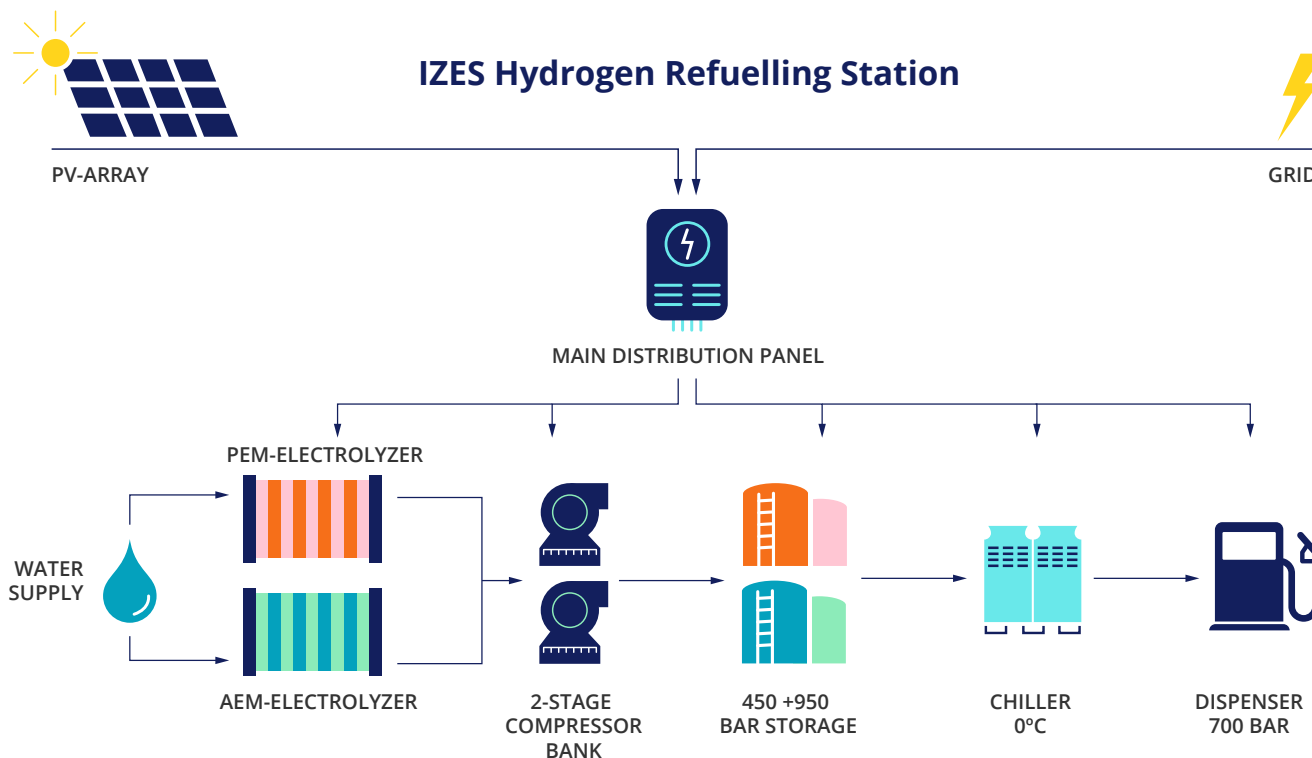 IZES Hydrogen Refuelling Station
PV-ARRAY
GRID
MAIN DISTRIBUTION PANEL
PEM-ELECTROLYZER
WATER
SUPPLY
AEM-ELECTROLYZER
2-STAGE
COMPRESSOR
BANK
450 +950
BAR STORAGE
CHILLER
0°C
DISPENSER
700 BAR